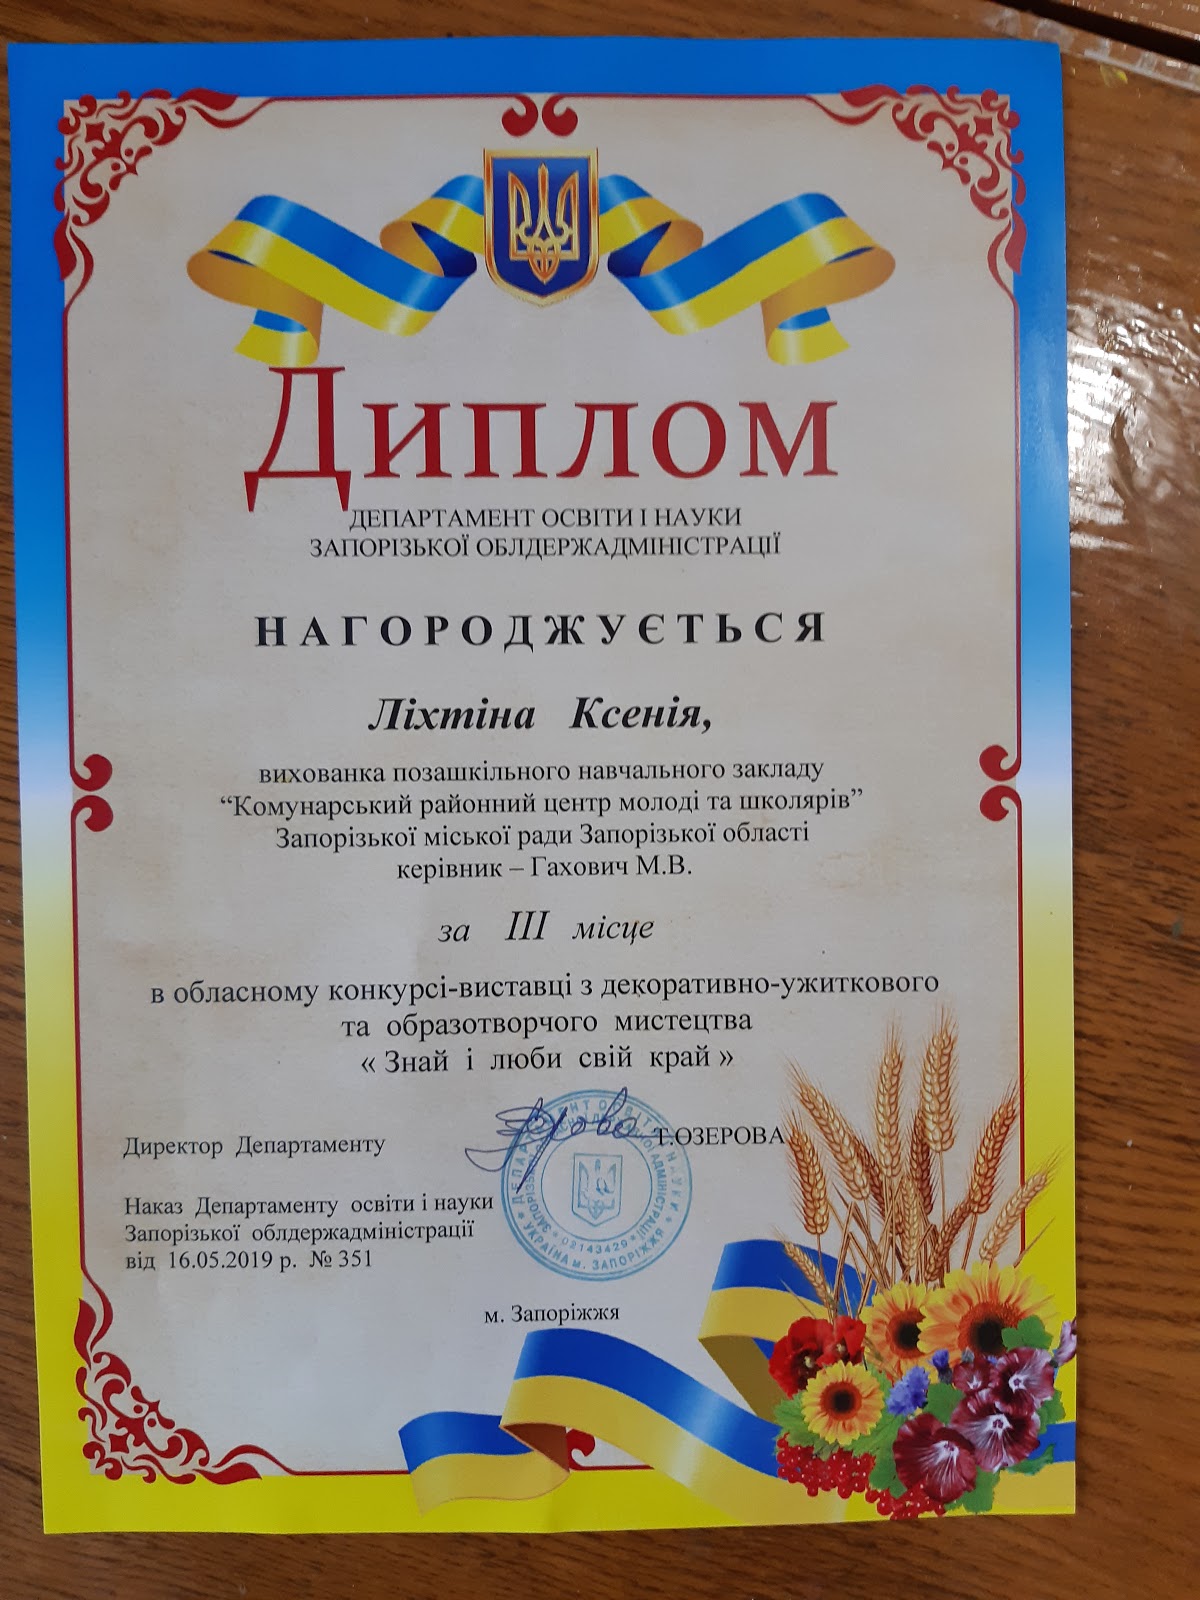 Диплом
ДЕПАРТАМЕНТ ОСВІТИ І НАУКИ
ЗАПОРІЗЬКОЇ ОБЛДЕРЖАДМІНІСТРАЦІЇ
НАГОРОДЖУЄТЬСЯ
Ліхтіна Ксенія,
вихованка позашкільного навчального закладу
“Комунарський районний центр молоді та школярів”
Запорізької міської ради Запорізької області
керівник – Гахович М.В.
за III місце
в обласному конкурсі-виставці з декоративно-ужиткового
та образотворчого мистецтва
« Знай і люби свій край »
Директор Департаменту Т.ОЗЕРОВА
Наказ Департаменту освіти і науки
Запорізької облдержадміністрації
від 16.05.2019 р. № 351
02143429
УКРАЇНА м. ЗАПОРІЖЖЯ
м. Запоріжжя